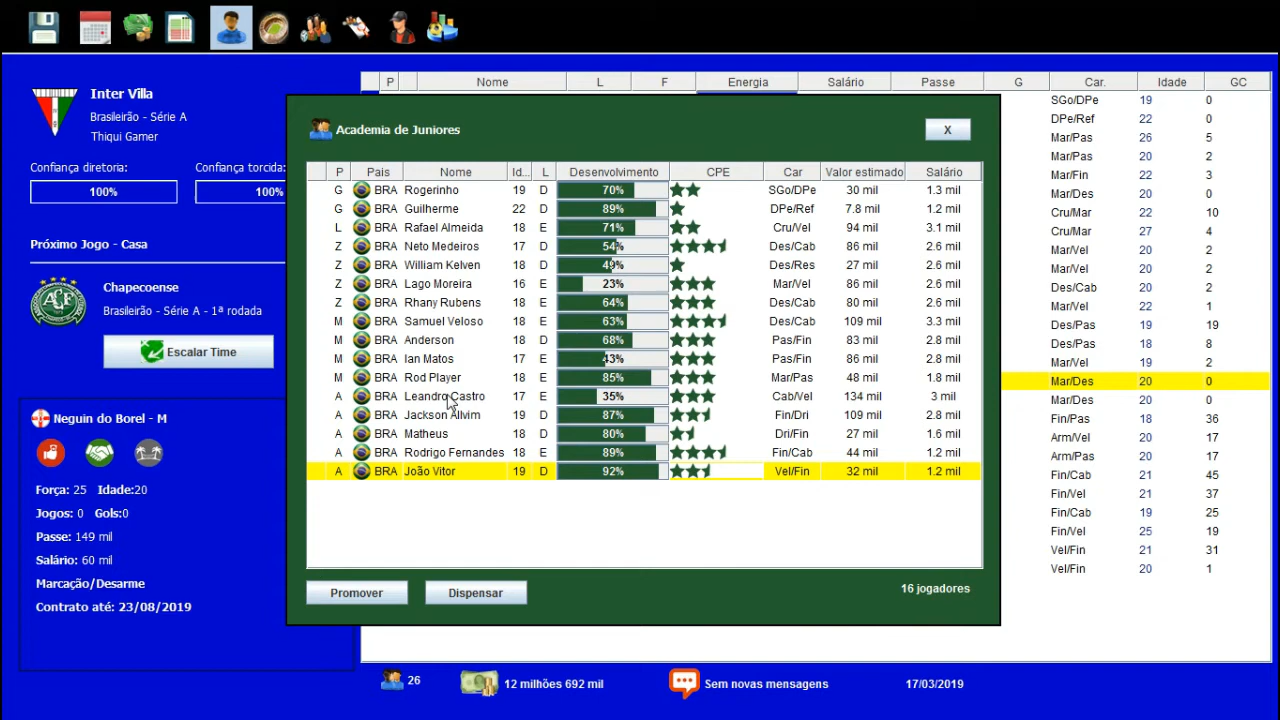 P Nome L F Energia Salário Passe G Car. Idade GC
Inter Villa
Brasileirão - Série A
Thiqui Gamer
Confiança diretoria: Confiança torcida:
100% 100%
Próximo Jogo - Casa
Chapecoense
Brasileirão - Série A - 1ª rodada
Escalar Time
Neguin do Borel - M
Força: 25 Idade:20
Jogos: 0 Gols:0
Passe: 149 mil
Salário: 60 mil
Marcação/Desarme
Contrato até: 23/08/2019
Academia de Juniores
X
P Pais Nome Id... L Desenvolvimento CPE Car Valor estimado Salário
G BRA Rogerinho 19 D 70% SGo/DPe 30 mil 1.3 mil
G BRA Guilherme 22 D 89% DPe/Ref 7.8 mil 1.2 mil
L BRA Rafael Almeida 18 E 71% Cru/Vel 94 mil 3.1 mil
Z BRA Neto Medeiros 17 D 54% Des/Cab 86 mil 2.6 mil
Z BRA William Kelven 18 D 49% Des/Res 27 mil 2.6 mil
Z BRA Lago Moreira 16 E 23% Mar/Vel 86 mil 2.6 mil
Z BRA Rhany Rubens 18 E 64% Des/Cab 80 mil 2.6 mil
M BRA Samuel Veloso 18 E 63% Des/Cab 109 mil 3.3 mil
M BRA Anderson 18 D 68% Pas/Fin 83 mil 2.8 mil
M BRA Ian Matos 17 E 43% Pas/Fin 86 mil 2.8 mil
M BRA Rod Player 18 E 85% Mar/Pas 48 mil 1.8 mil
A BRA Leandro Castro 17 E 35% Cab/Vel 134 mil 3 mil
A BRA Jackson Alvim 19 D 87% Fin/Dri 109 mil 2.8 mil
A BRA Matheus 18 D 80% Dri/Fin 27 mil 1.6 mil
A BRA Rodrigo Fernandes 18 E 89% Fin/Cab 44 mil 1.2 mil
A BRA João Vitor 19 D 92% Vel/Fin 32 mil 1.2 mil
Promover Dispensar 16 jogadores
SGo/DPe 19 0
DPe/Ref 22 0
Mar/Pas 26 5
Mar/Pas 20 2
Mar/Fin 22 3
Mar/Des 20 0
Cru/Mar 22 10
Cru/Mar 27 4
Mar/Vel 20 2
Mar/Vel 20 2
Des/Cab 20 2
Mar/Vel 22 1
Des/Pas 19 19
Des/Pas 18 8
Mar/Vel 19 2
Mar/Des 20 0
Mar/Des 20 0
Fin/Pas 18 36
Arm/Vel 20 17
Arm/Pas 20 17
Fin/Cab 21 45
Fin/Vel 21 37
Fin/Cab 19 25
Fin/Vel 25 19
Vel/Fin 21 31
Vel/Fin 20 1
26 12 milhões 692 mil Sem novas mensagens 17/03/2019